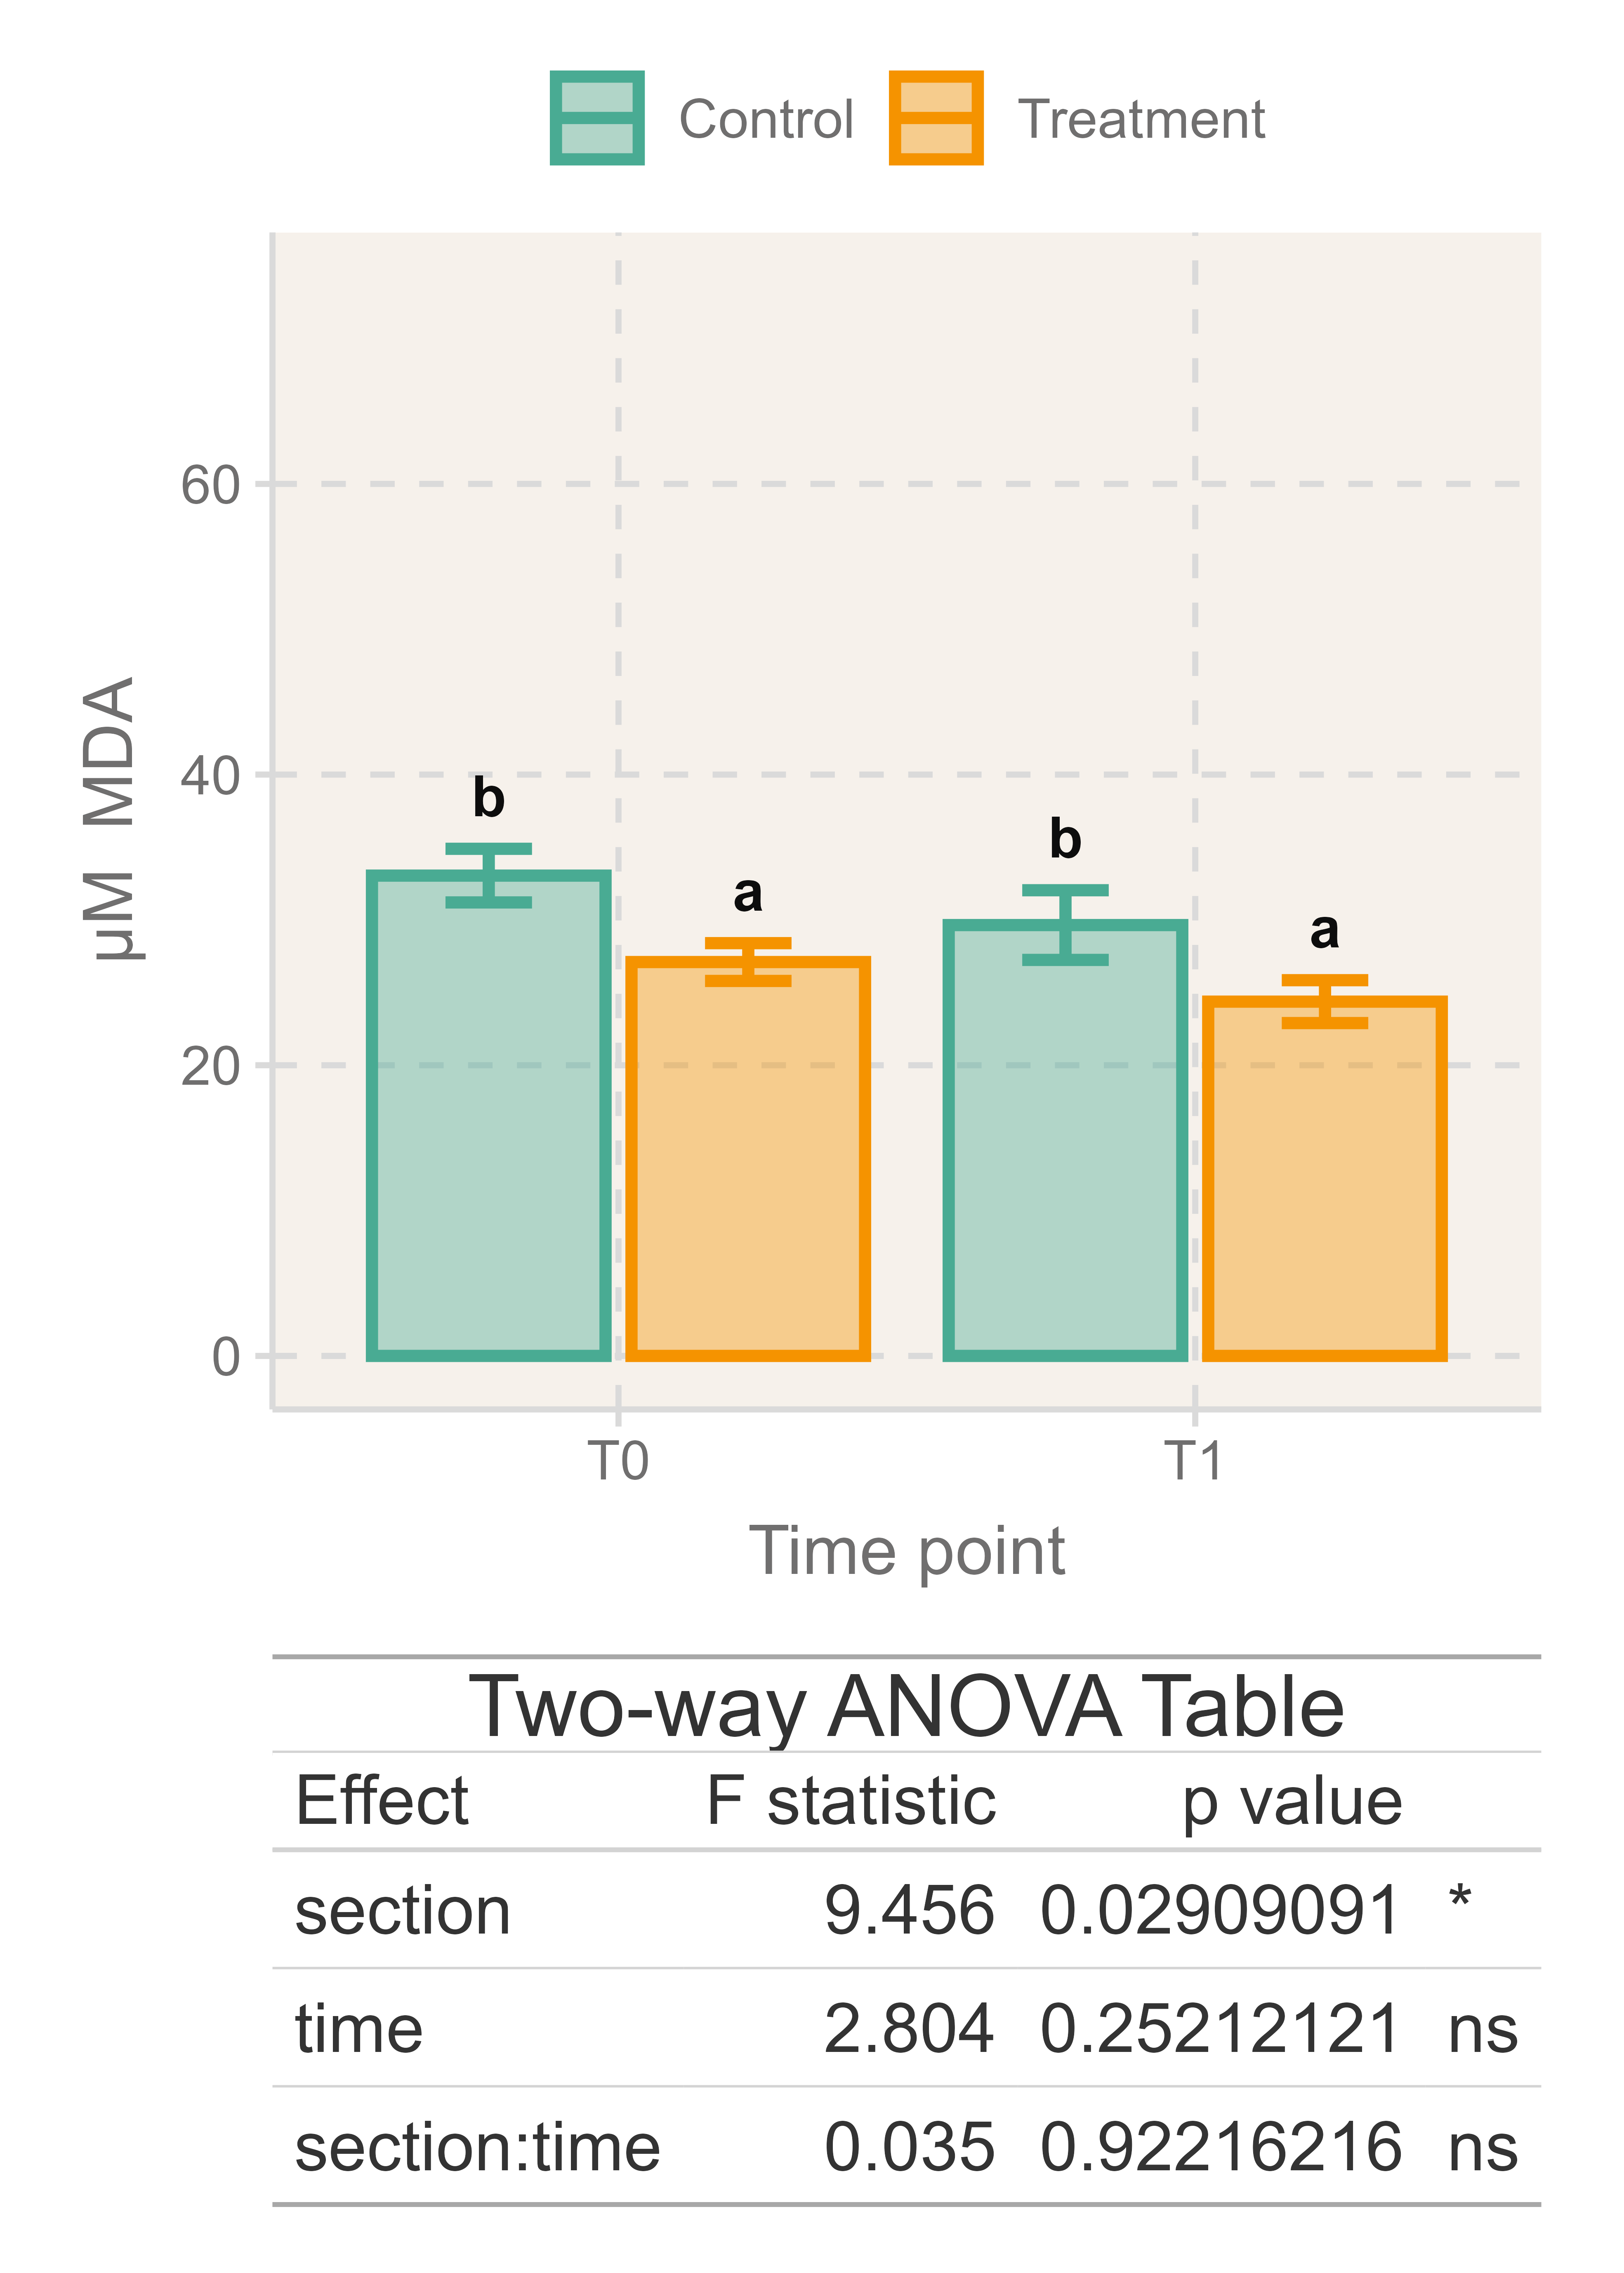 Control Treatment
µM MDA
60
40
20
0
b
a
b
a
T0 T1
Time point
Two-way ANOVA Table
Effect F statistic p value
section 9.456 0.02909091 *
time 2.804 0.25212121 ns
section:time 0.035 0.92216216 ns